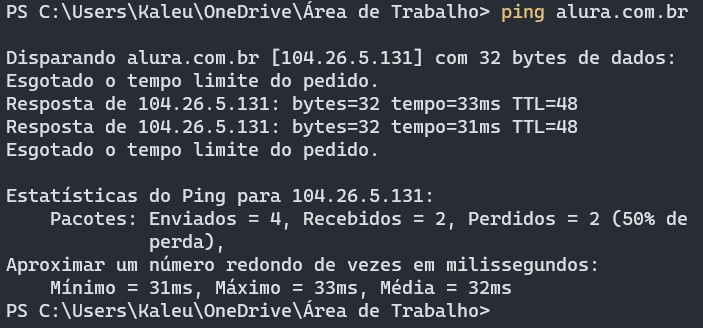 PS C:\Users\Kaleu\OneDrive\Área de Trabalho> ping alura.com.br
Disparando alura.com.br [104.26.5.131] com 32 bytes de dados:
Esgotado o tempo limite do pedido.
Resposta de 104.26.5.131: bytes=32 tempo=33ms TTL=48
Resposta de 104.26.5.131: bytes=32 tempo=31ms TTL=48
Esgotado o tempo limite do pedido.
Estatísticas do Ping para 104.26.5.131:
Pacotes: Enviados = 4, Recebidos = 2, Perdidos = 2 (50% de
perda),
Aproximar um número redondo de vezes em milissegundos:
Mínimo = 31ms, Máximo = 33ms, Média = 32ms
PS C:\Users\Kaleu\OneDrive\Área de Trabalho>